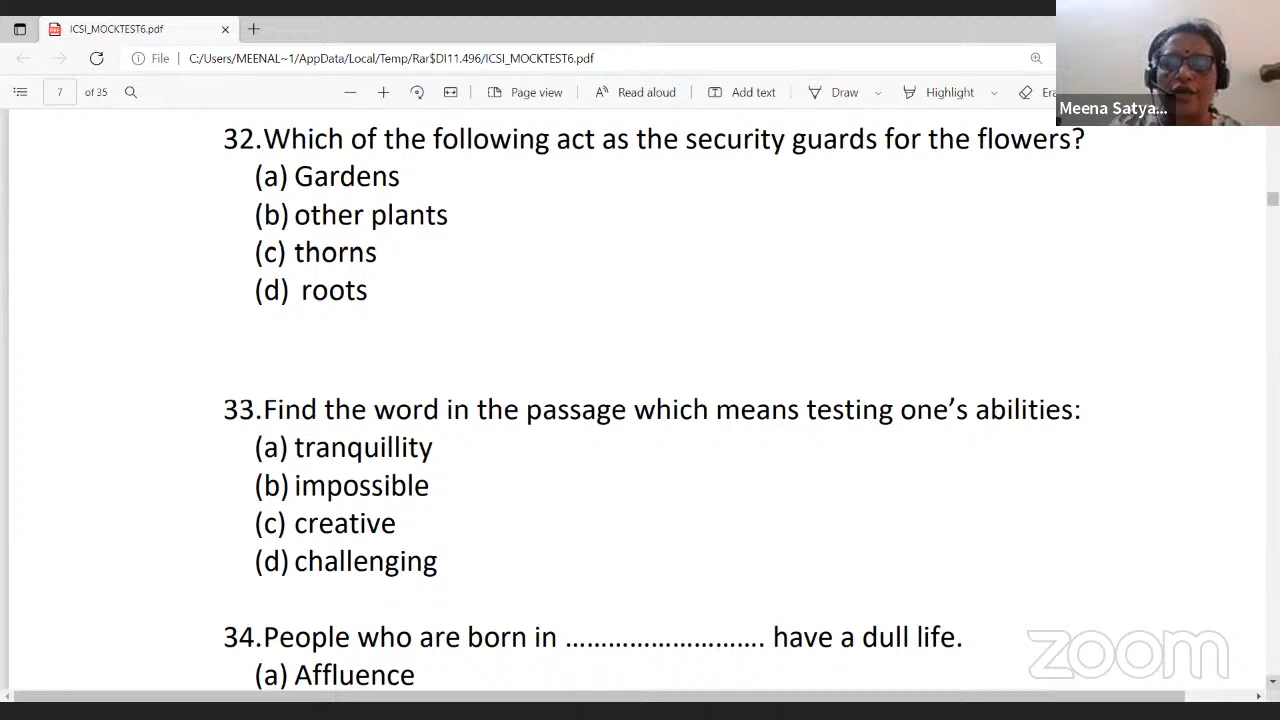 ICSI_MOCKTEST6.pdf
File C:/Users/MEENAL~1/AppData/Local/Temp/Rar$DI11.496/ICSI_MOCKTEST6.pdf
7 of 35 Page view Read aloud Add text Draw Highlight Era
Meena Satya...
32.Which of the following act as the security guards for the flowers?
(a) Gardens
(b) other plants
(c) thorns
(d) roots
33.Find the word in the passage which means testing one’s abilities:
(a) tranquillity
(b) impossible
(c) creative
(d) challenging
34.People who are born in ………………………. have a dull life.
(a) Affluence
zoom